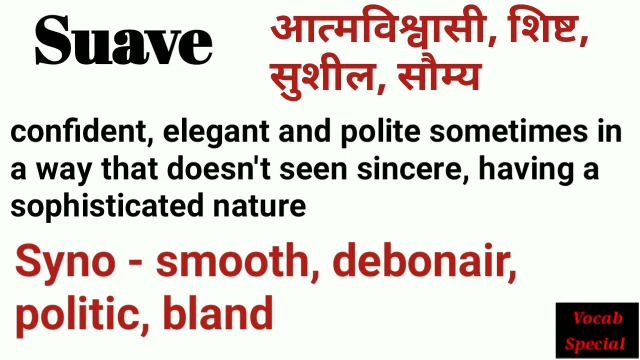 Suave
आत्मविश्वासी, शिष्ट,
सुशील, सौम्य
confident, elegant and polite sometimes in
a way that doesn't seen sincere, having a
sophisticated nature
Syno - smooth, debonair,
politic, bland
Vocab
Special